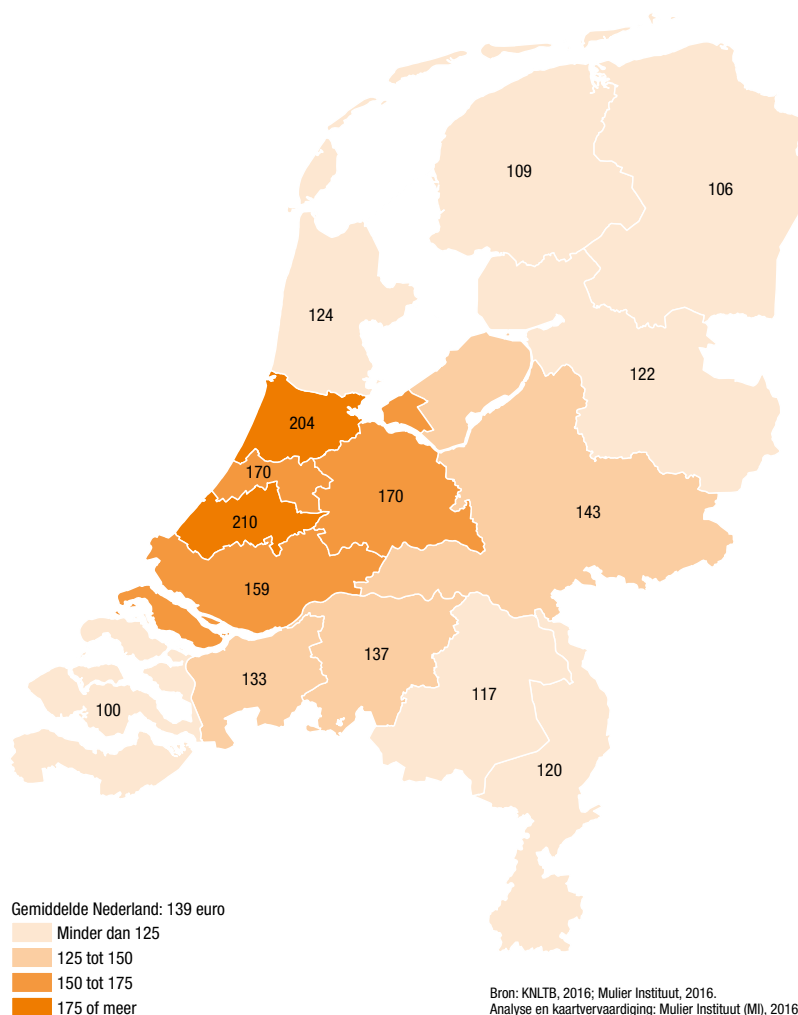 109
106
124
122
204
170
170
210
143
159
137
133
117
100
120
Gemiddelde Nederland: 139 euro
Minder dan 125
125 tot 150
150 tot 175
175 of meer
Bron: KNLTB, 2016; Mulier Instituut, 2016.
Analyse en kaartvervaardiging: Mulier Instituut (MI), 2016